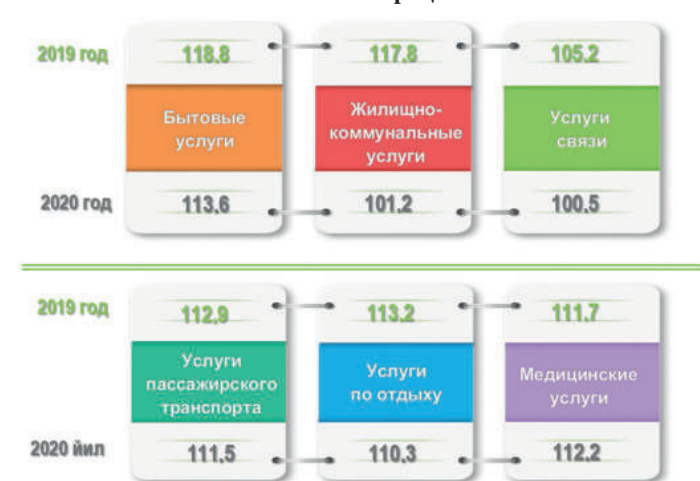 2019 год 118,8 117,8 105,2
Бытовые
услуги
Жилищно-
коммунальные
услуги
Услуги
связи
2020 год 113,6 101,2 100,5
2019 год 112,9 113,2 111,7
Услуги
пассажирского
транспорта
Услуги
по отдыху
Медицинские
услуги
2020 йил 111,5 110,3 112,2